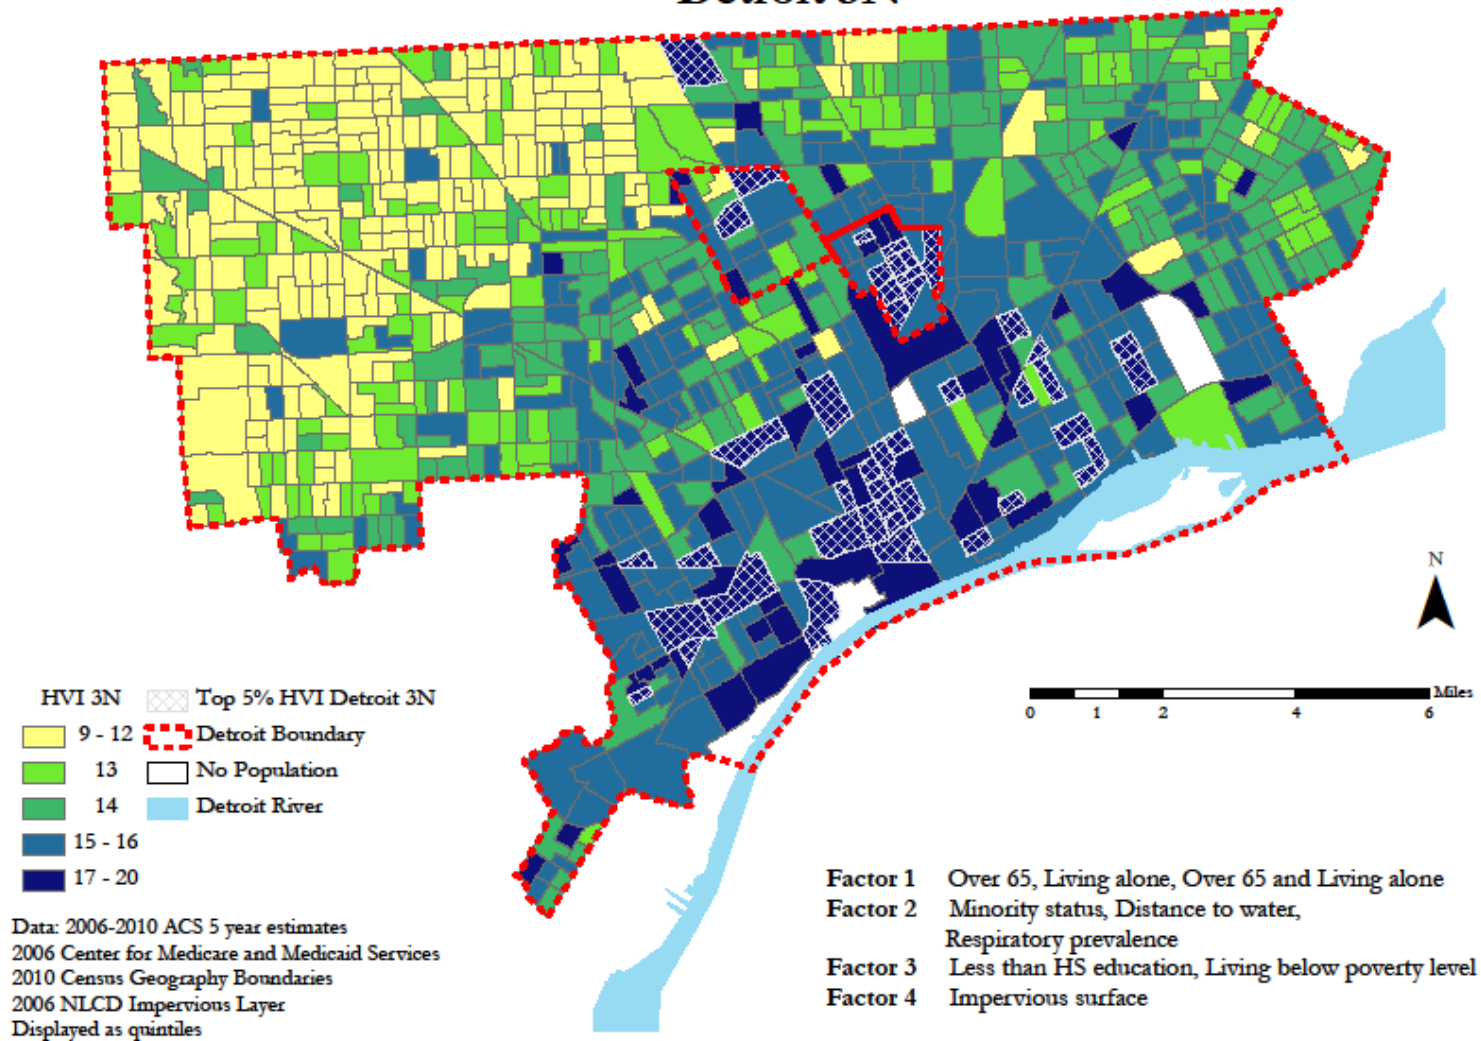 Detroit 3N
N
Miles
0 1 2 4 6
HVI 3N
9 - 12
13
14
15 - 16
17 - 20
Top 5% HVI Detroit 3N
Detroit Boundary
No Population
Detroit River
Data: 2006-2010 ACS 5 year estimates
2006 Center for Medicare and Medicaid Services
2010 Census Geography Boundaries
2006 NLCD Impervious Layer
Displayed as quintiles
Factor 1 Over 65, Living alone, Over 65 and Living alone
Factor 2 Minority status, Distance to water,
Respiratory prevalence
Factor 3 Less than HS education, Living below poverty level
Factor 4 Impervious surface